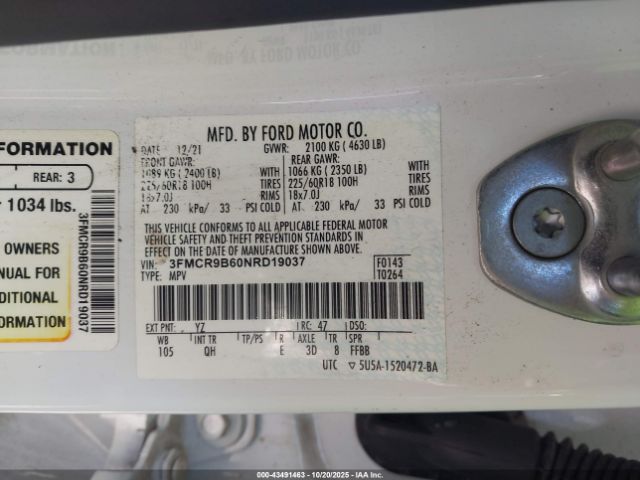 MFD. BY FORD MOTOR CO.
DATE 12/21 GVWR: 2100 KG ( 4630 LB)
FRONT GAWR: REAR GAWR:
1089 KG ( 2400 LB) WITH 1066 KG ( 2350 LB) WITH
225/60R18 100H TIRES 225/60R18 100H TIRES
18x7.0J RIMS 18x7.0J RIMS
AT 230 kPa/ 33 PSI COLD AT 230 kPa/ 33 PSI COLD
THIS VEHICLE CONFORMS TO ALL APPLICABLE FEDERAL MOTOR
VEHICLE SAFETY AND THEFT PREVENTION STANDARDS IN
EFFECT ON THE DATE OF MANUFACTURE SHOWN ABOVE.
VIN: 3FMCR9B60NRD19037 F0143
TYPE: MPV T0264
EXT PNT: YZ RC: 47 DSO:
WB INT TR TP/PS R AXLE TR SPR
105 QH E 3D 8 FFBB
UTC ▽ 5U5A-1520472-BA
FORMATION
REAR: 3
1034 lbs.
OWNERS
NUAL FOR
DITIONAL
FORMATION
3FMCR9B60NRD19037
000-43491463 | 10/20/2025 | IAAI.com